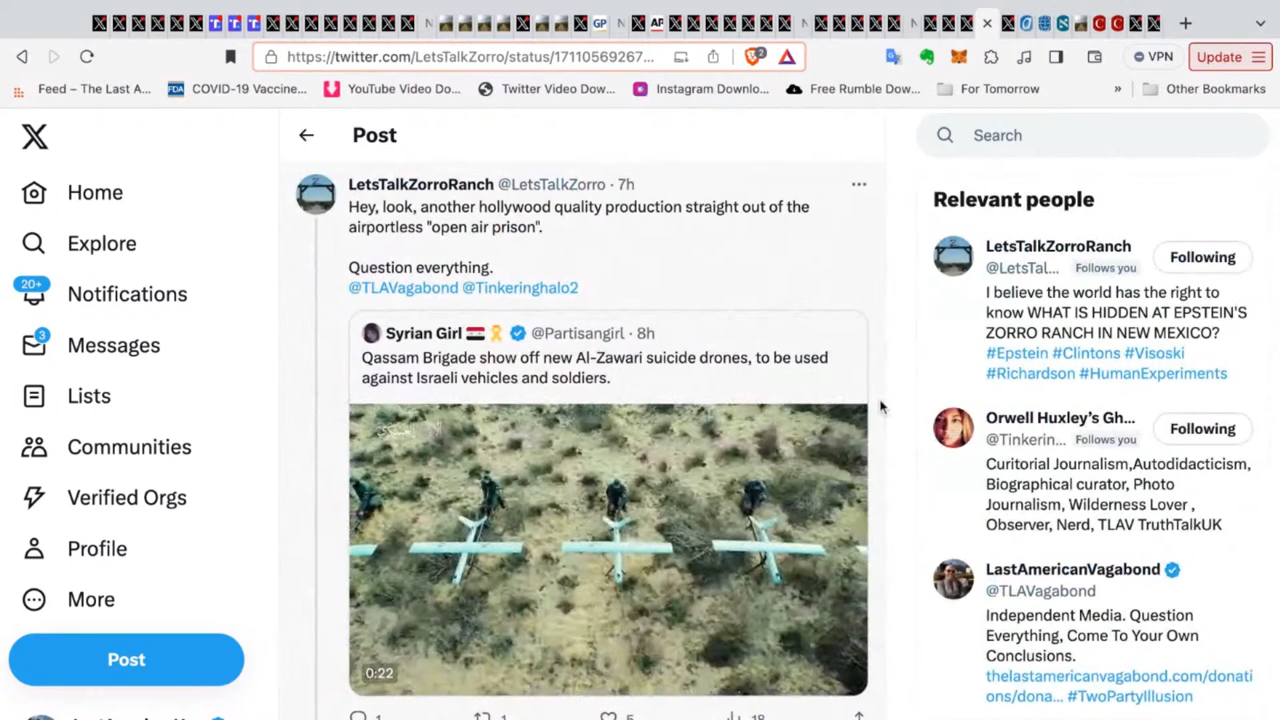 GP
AP
https://twitter.com/LetsTalkZorro/status/17110569267...
2
VPN
Update
Feed – The Last A...
FDA
COVID-19 Vaccine...
YouTube Video Do...
Twitter Video Dow...
Instagram Downlo...
Free Rumble Dow...
For Tomorrow
»
Other Bookmarks
Home
Explore
20+
Notifications
3
Messages
Lists
Communities
Verified Orgs
Profile
More
Post
Post
LetsTalkZorroRanch @LetsTalkZorro · 7h
Hey, look, another hollywood quality production straight out of the
airportless "open air prison".
Question everything.
@TLAVagabond @Tinkeringhalo2
Syrian Girl @Partisangirl · 8h
Qassam Brigade show off new Al-Zawari suicide drones, to be used
against Israeli vehicles and soldiers.
0:22
1
1
5
18
Search
Relevant people
LetsTalkZorroRanch
@LetsTal... Follows you
Following
I believe the world has the right to
know WHAT IS HIDDEN AT EPSTEIN'S
ZORRO RANCH IN NEW MEXICO?
#Epstein #Clintons #Visoski
#Richardson #HumanExperiments
Orwell Huxley's Gh...
@Tinkerin... Follows you
Following
Curitorial Journalism,Autodidacticism,
Biographical curator, Photo
Journalism, Wilderness Lover ,
Observer, Nerd, TLAV TruthTalkUK
LastAmericanVagabond
@TLAVagabond
Independent Media. Question
Everything, Come To Your Own
Conclusions.
thelastamericanvagabond.com/donati
ons/dona... #TwoPartyIllusion